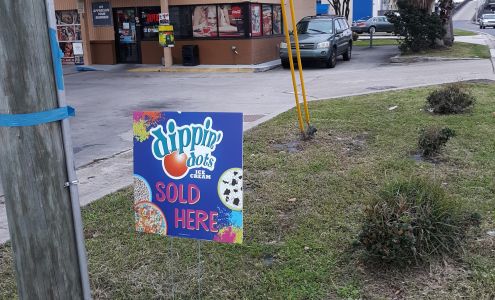 dippin'
dots
ICE
CREAM
SOLD
HERE